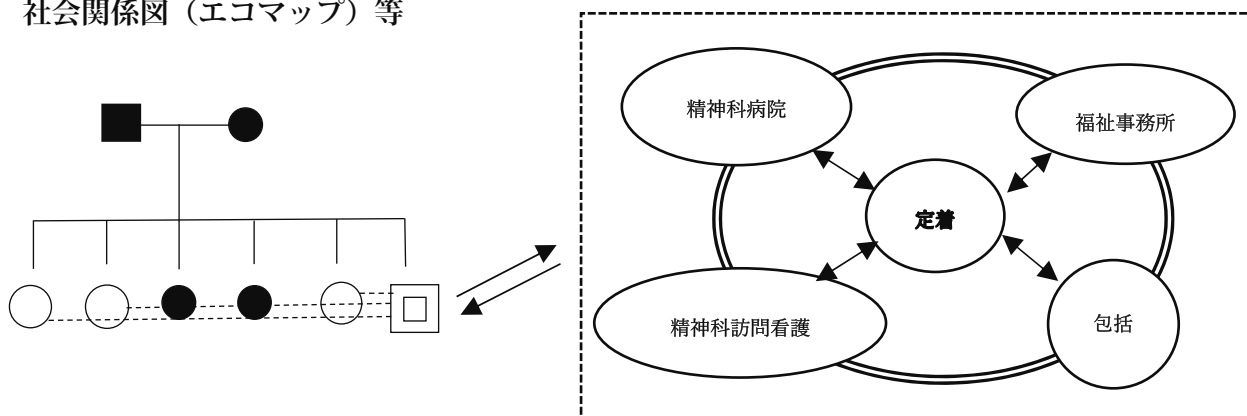 社会関係図（エコマップ）等
精神科病院
福祉事務所
定着
精神科訪問看護
包括